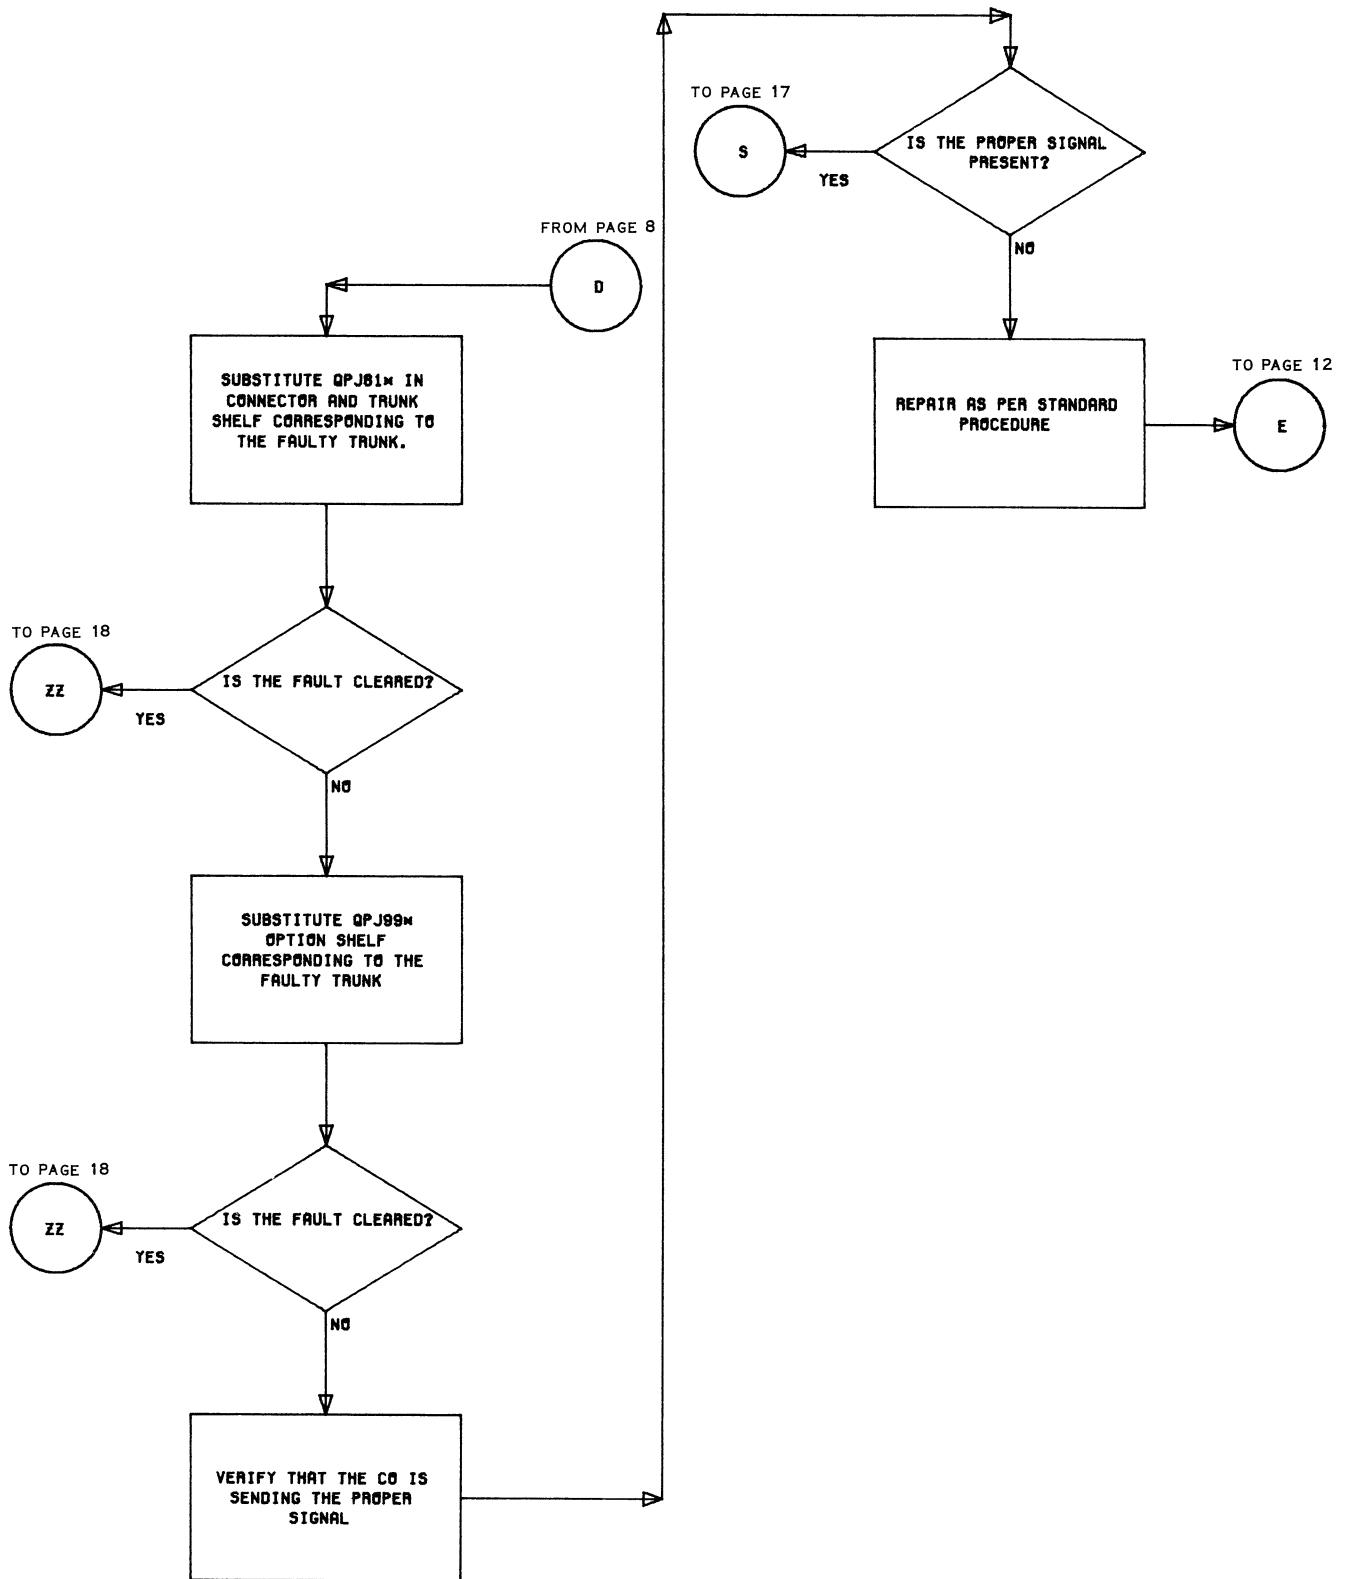 FROM PAGE 8
D
SUBSTITUTE QPJ61* IN
CONNECTOR AND TRUNK
SHELF CORRESPONDING TO
THE FAULTY TRUNK.
IS THE FAULT CLEARED?
TO PAGE 18
ZZ
YES
NO
SUBSTITUTE QPJ99*
OPTION SHELF
CORRESPONDING TO THE
FAULTY TRUNK
IS THE FAULT CLEARED?
TO PAGE 18
ZZ
YES
NO
VERIFY THAT THE CO IS
SENDING THE PROPER
SIGNAL
IS THE PROPER SIGNAL
PRESENT?
TO PAGE 17
S
YES
NO
REPAIR AS PER STANDARD
PROCEDURE
TO PAGE 12
E